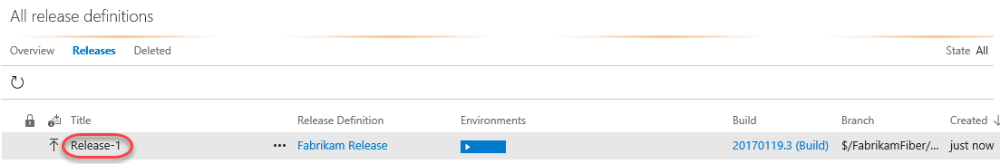 All release definitions
Overview Releases Deleted State All
Title Release Definition Environments Build Branch Created
Release-1 ... Fabrikam Release 20170119.3 (Build) $/FabrikamFiber/... just now